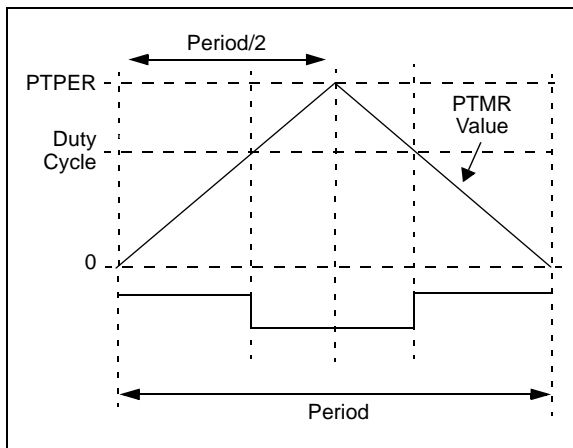 Period/2
PTPER
PTMR
Value
Duty
Cycle
0
Period